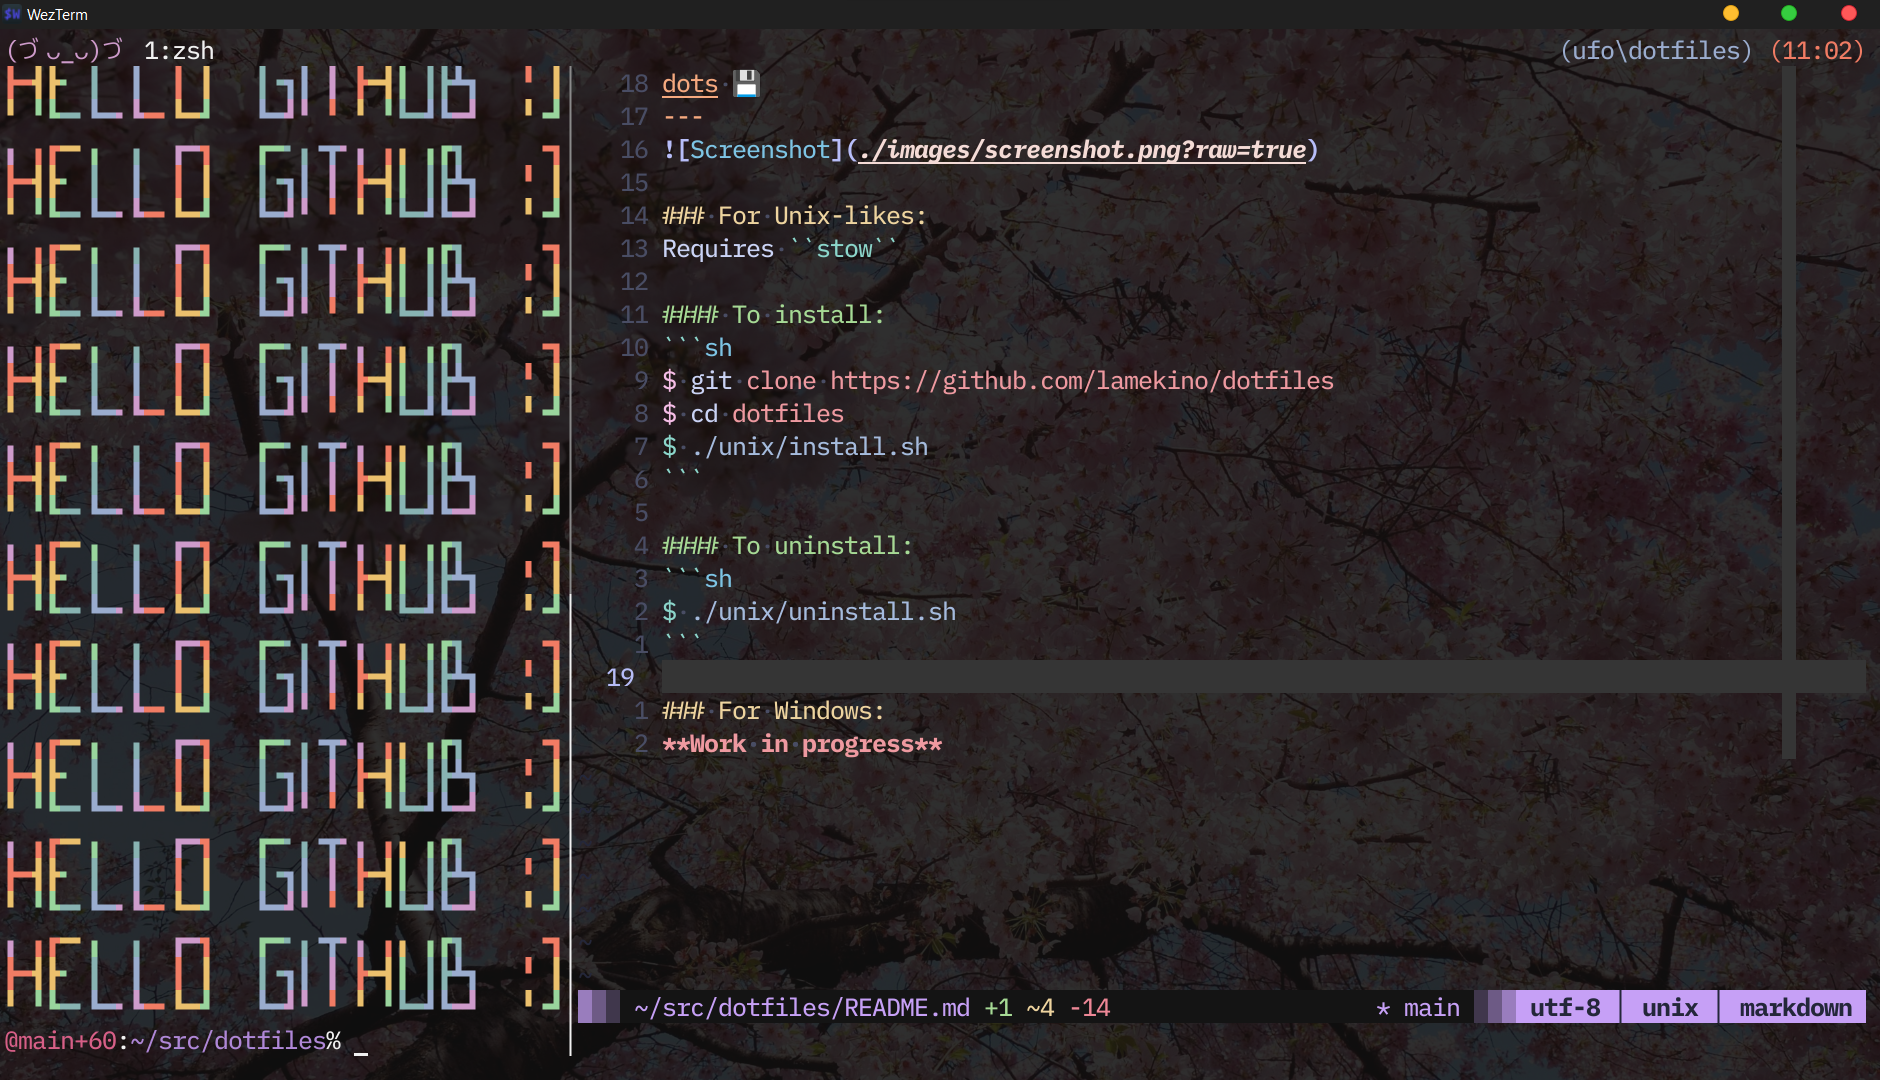 WezTerm
(づ ᴗ_ᴗ)づ 1:zsh (ufo\dotfiles) (11:02)
HELLO GITHUB :]
HELLO GITHUB :]
HELLO GITHUB :]
HELLO GITHUB :]
HELLO GITHUB :]
HELLO GITHUB :]
HELLO GITHUB :]
HELLO GITHUB :]
HELLO GITHUB :]
HELLO GITHUB :]
@main+60:~/src/dotfiles% _
18 dots 💾
17 ---
16 ![Screenshot](./images/screenshot.png?raw=true)
15
14 ### For Unix-likes:
13 Requires ``stow``
12
11 #### To install:
10 ```sh
9 $ git clone https://github.com/lamekino/dotfiles
8 $ cd dotfiles
7 $ ./unix/install.sh
6 ```
5
4 #### To uninstall:
3 ```sh
2 $ ./unix/uninstall.sh
1 ```
19
1 ### For Windows:
2 **Work in progress**
~/src/dotfiles/README.md +1 ~4 -14 * main utf-8 unix markdown